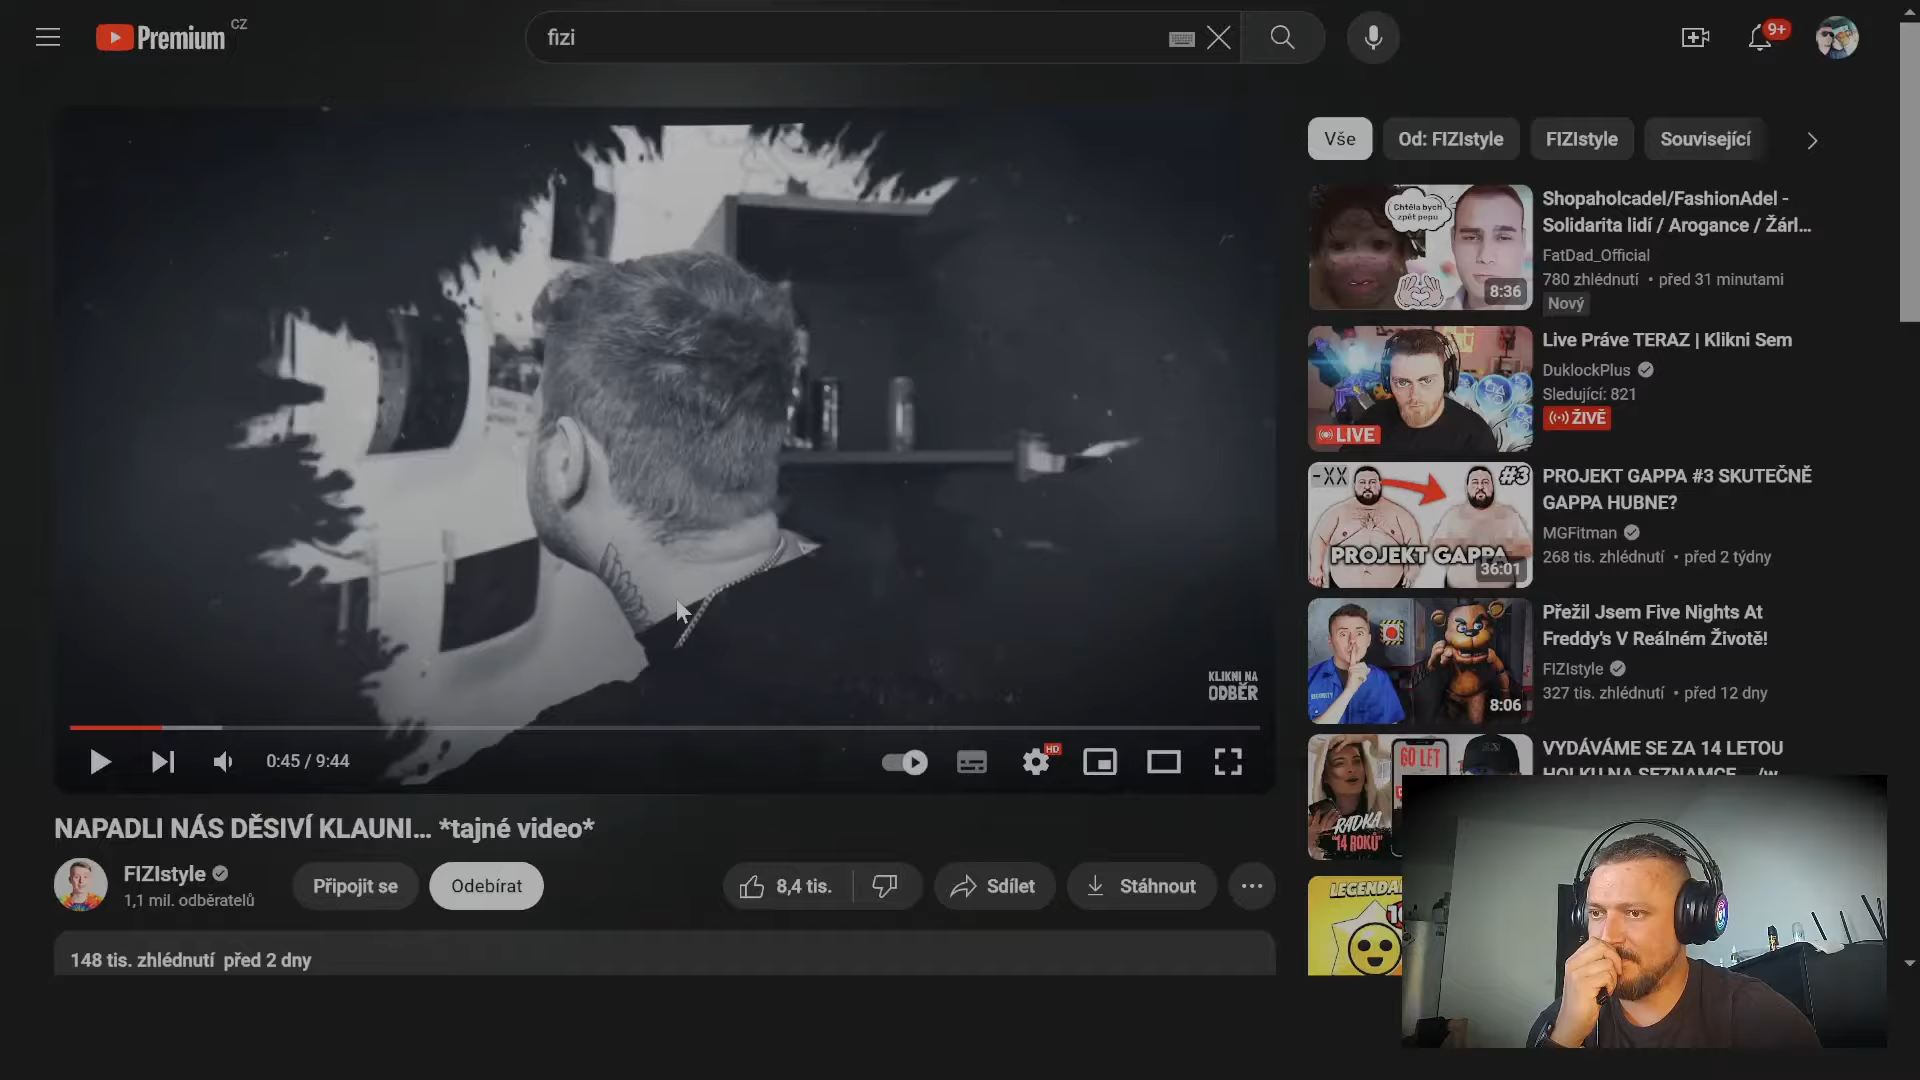 Premium CZ
fizi
9+
KLIKNI NA
ODBĚR
0:45 / 9:44
HD
NAPADLI NÁS DĚSIVÍ KLAUNI... *tajné video*
FIZIstyle
1,1 mil. odběratelů
Připojit se
Odebírat
8,4 tis.
Sdílet
Stáhnout
148 tis. zhlédnutí před 2 dny
Vše
Od: FIZIstyle
FIZIstyle
Související
Chtěla bych
zpět pepu
8:36
Shopaholcadel/FashionAdel -
Solidarita lidí / Arogance / Žárl...
FatDad_Official
780 zhlédnutí • před 31 minutami
Nový
LIVE
Live Práve TERAZ | Klikni Sem
DuklockPlus
Sledující: 821
ŽIVĚ
-XX
#3
PROJEKT GAPPA
36:01
PROJEKT GAPPA #3 SKUTEČNĚ
GAPPA HUBNE?
MGFitman
268 tis. zhlédnutí • před 2 týdny
8:06
Přežil Jsem Five Nights At
Freddy's V Reálném Životě!
FIZIstyle
327 tis. zhlédnutí • před 12 dny
60 LET
RADKA
"14 ROKŮ"
VYDÁVÁME SE ZA 14 LETOU
HOLKU NA SEZNAMCE
LEGENDA